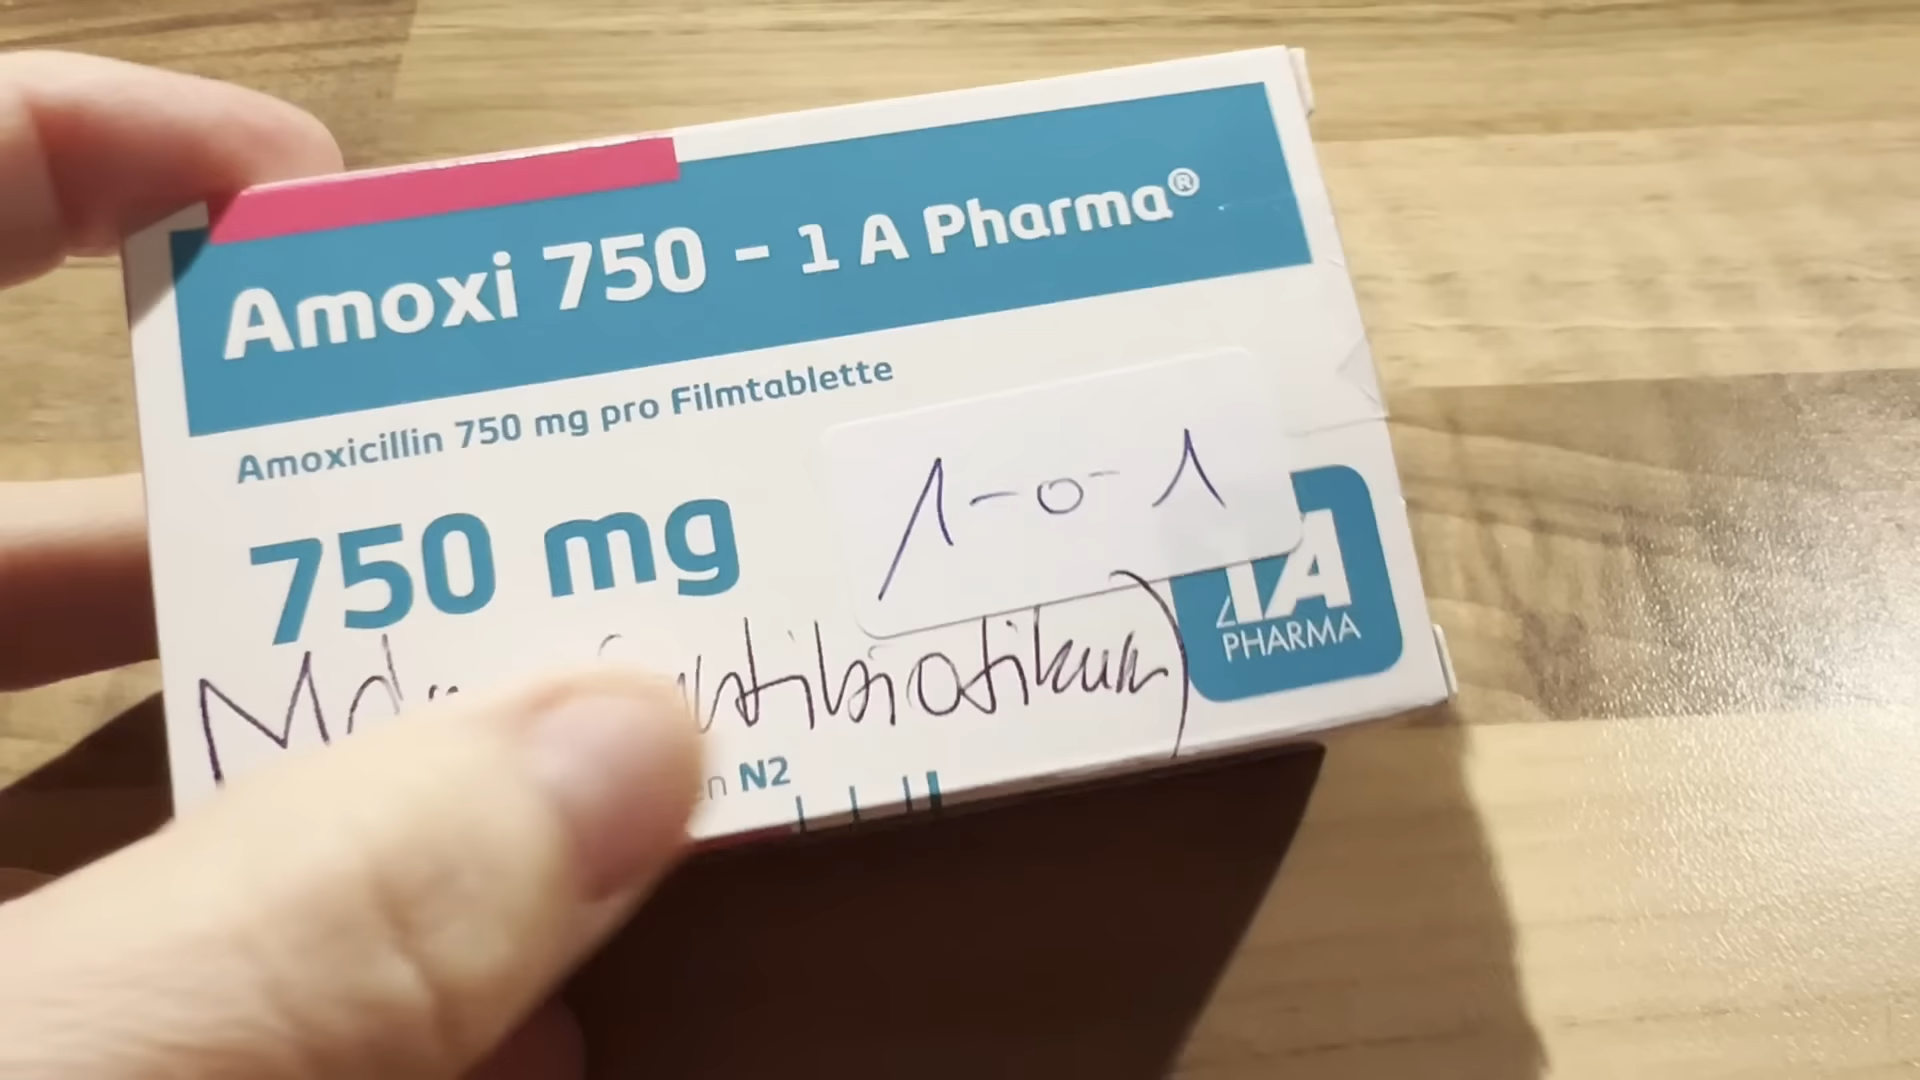 Amoxi 750 - 1 A Pharma®
Amoxicillin 750 mg pro Filmtablette
750 mg
1-0-1
1A
PHARMA
N2